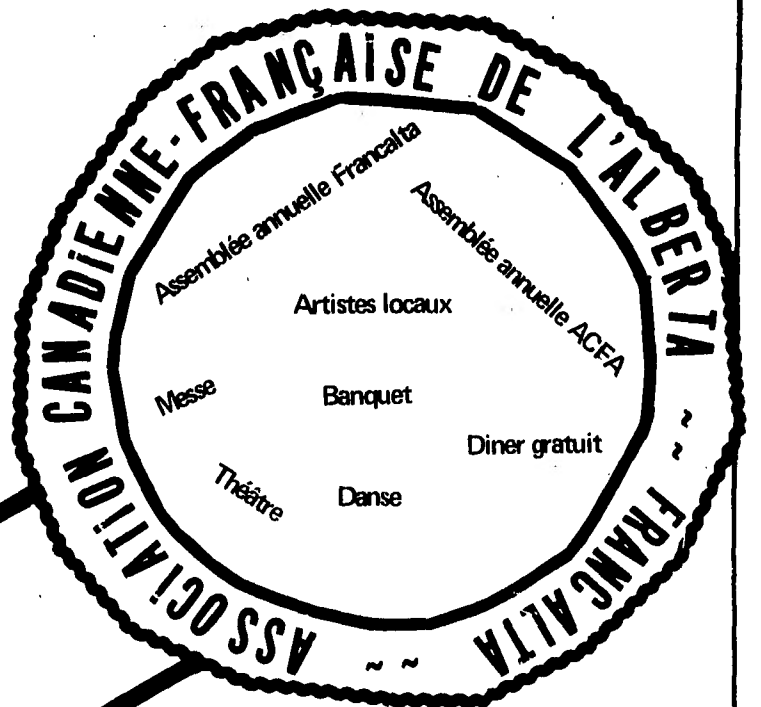 ASSOCIATION CANADIENNE-FRANÇAISE DE L'ALBERTA ~~ FRANCALTA ~~
Assemblée annuelle Francalta
Assemblée annuelle ACFA
Artistes locaux
Messe
Banquet
Diner gratuit
Théâtre
Danse